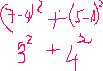 (7-4)² + (5-1)²
3² + 4²